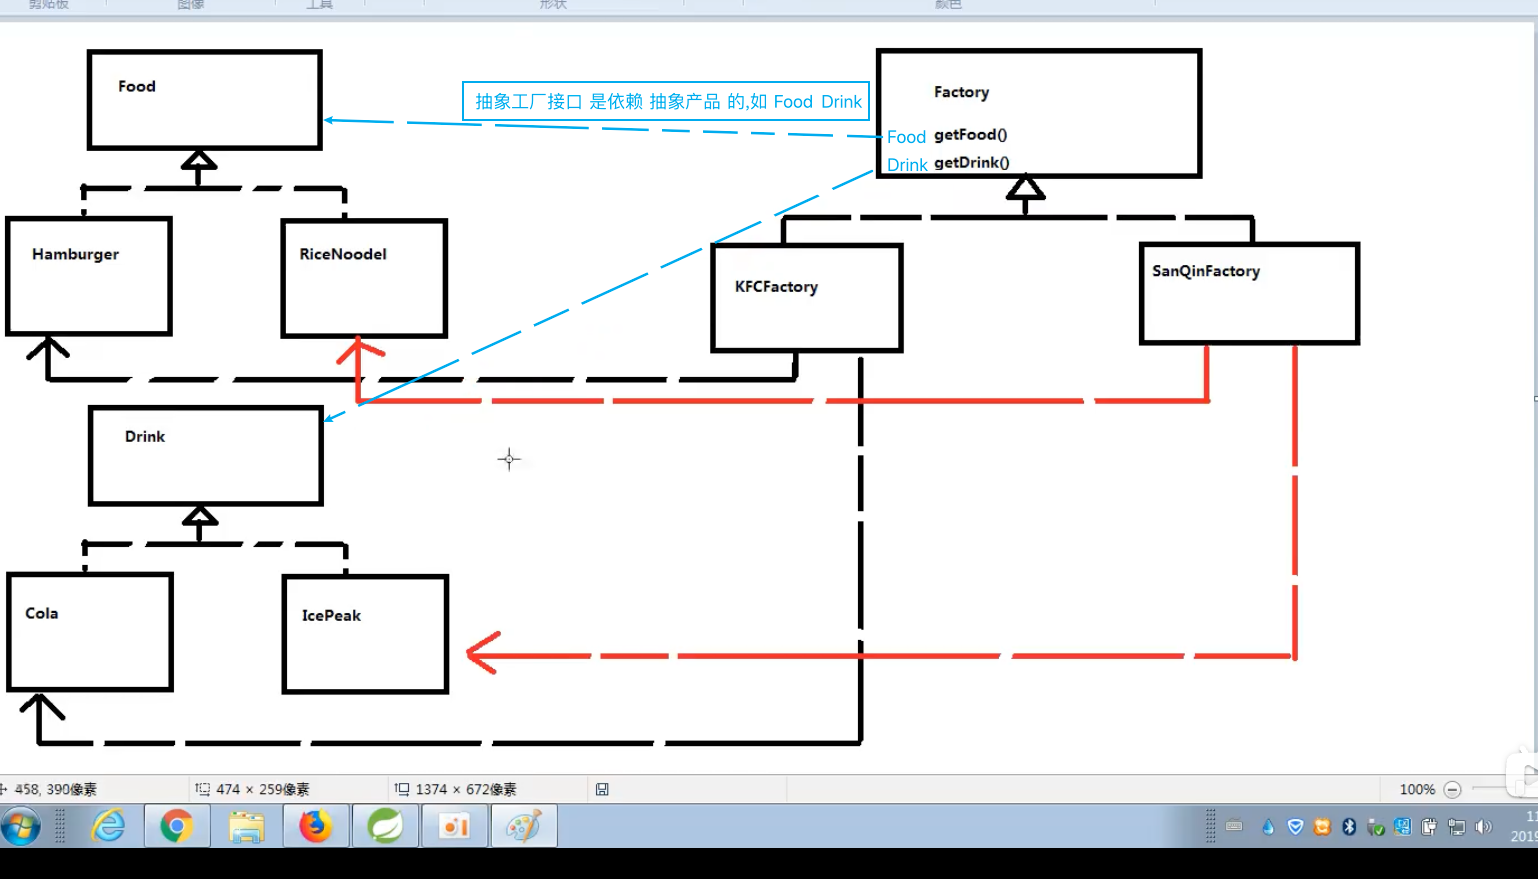 剪贴板 图像 工具 形状 颜色
Food
Factory
抽象工厂接口 是依赖 抽象产品 的,如 Food Drink
Food getFood()
Drink getDrink()
Hamburger
RiceNoodel
KFCFactory
SanQinFactory
Drink
Cola
IcePeak
458, 390像素 474 × 259像素 1374 × 672像素 100%
2019